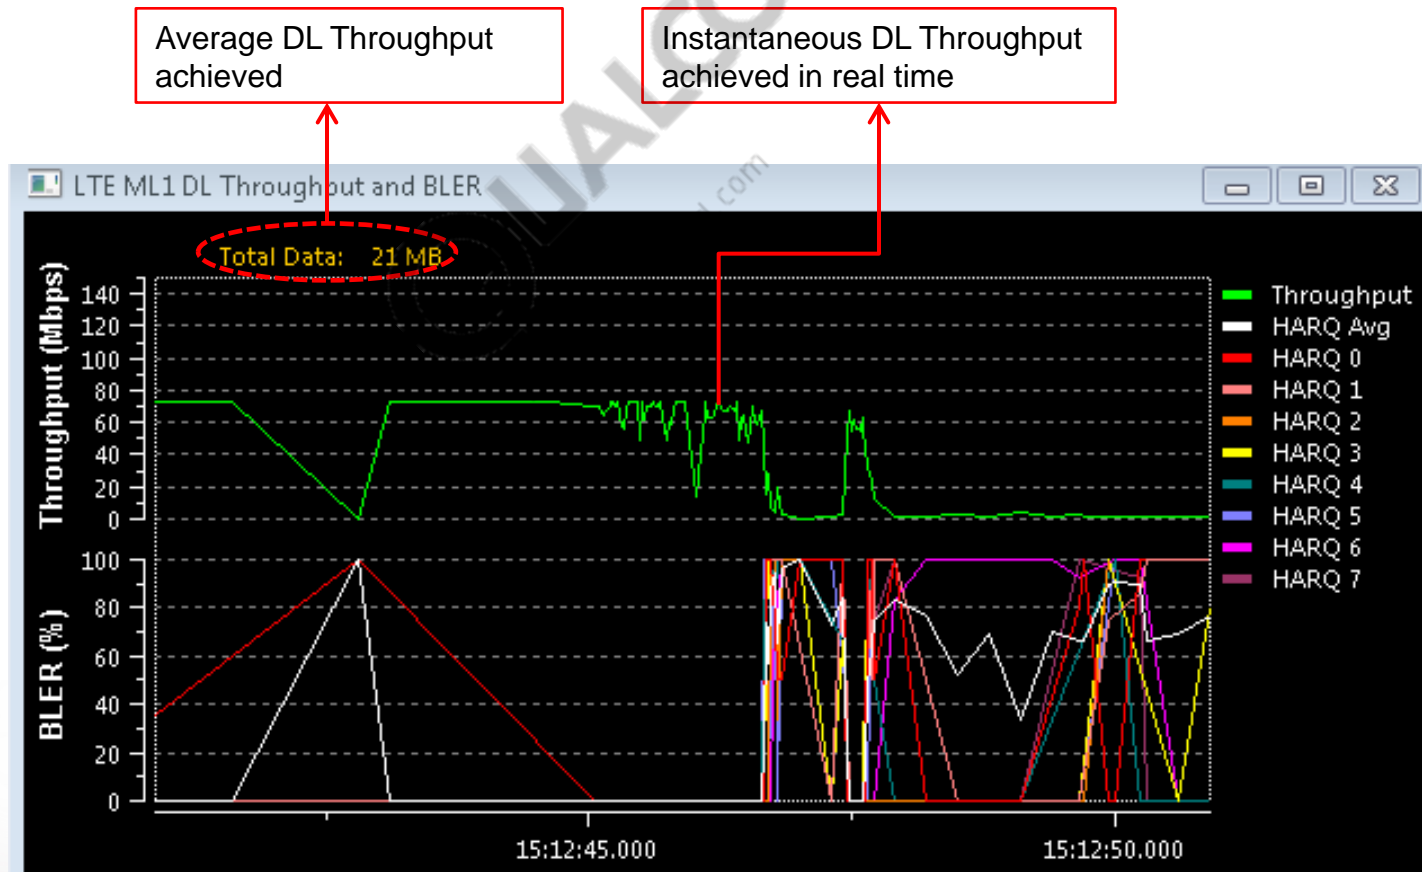 Average DL Throughput
achieved
Instantaneous DL Throughput
achieved in real time
LTE ML1 DL Throughput and BLER
Total Data: 21 MB
Throughput (Mbps)
140
120
100
80
60
40
20
0
BLER (%)
100
80
60
40
20
0
15:12:45.000
15:12:50.000
Throughput
HARQ Avg
HARQ 0
HARQ 1
HARQ 2
HARQ 3
HARQ 4
HARQ 5
HARQ 6
HARQ 7